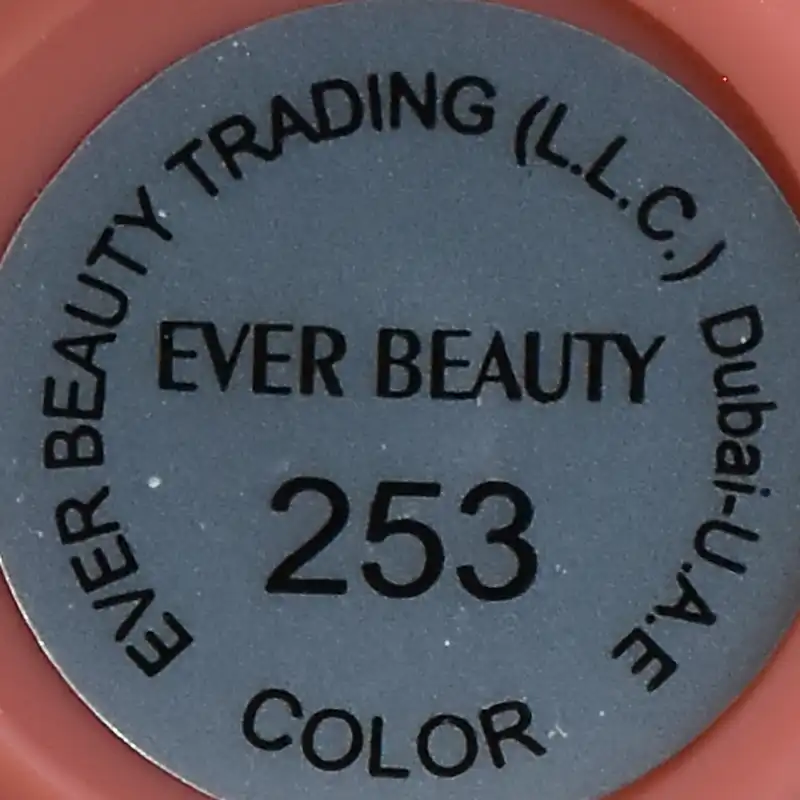 EVER BEAUTY TRADING (L.L.C.) Dubai-U.A.E
EVER BEAUTY
253
COLOR